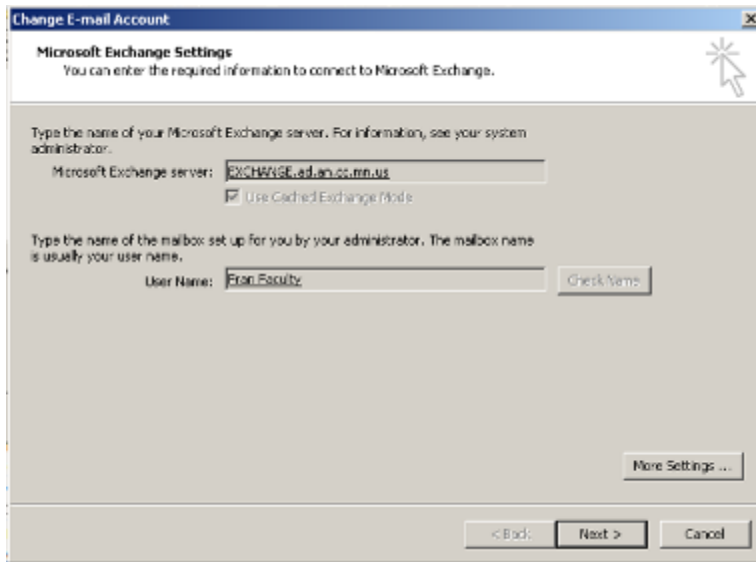 Change E-mail Account
Microsoft Exchange Settings
You can enter the required information to connect to Microsoft Exchange.
Type the name of your Microsoft Exchange server. For information, see your system
administrator.
Microsoft Exchange server: EXCHANGE.ad.an.cc.mn.us
Use Cached Exchange Mode
Type the name of the mailbox set up for you by your administrator. The mailbox name
is usually your user name.
User Name: Fran Faculty Check Name
More Settings ...
< Back Next > Cancel